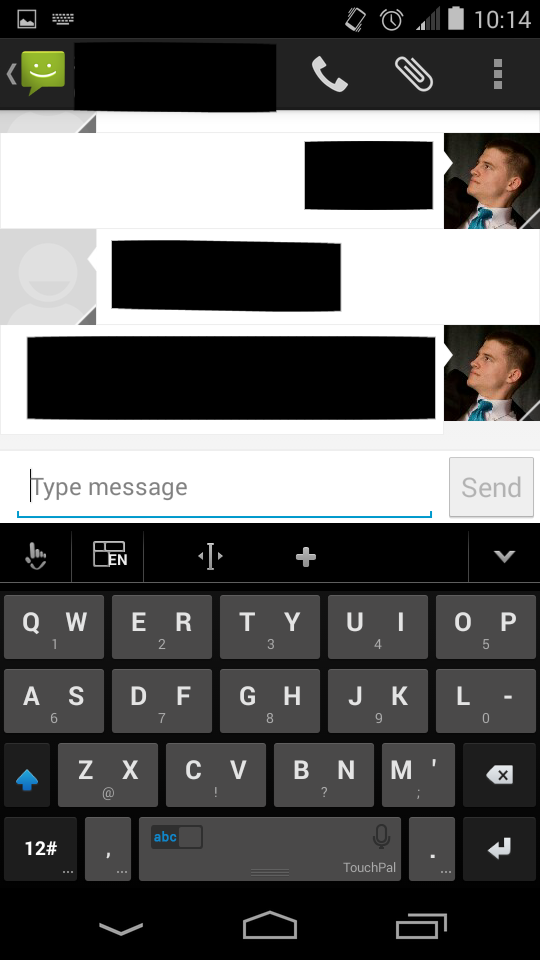 10:14
Type message
Send
EN
Q W E R T Y U I O P
1 2 3 4 5
A S D F G H J K L -
6 7 8 9 0
Z X C V B N M '
@ ! ? ;
12# ... , ... abc TouchPal . ...